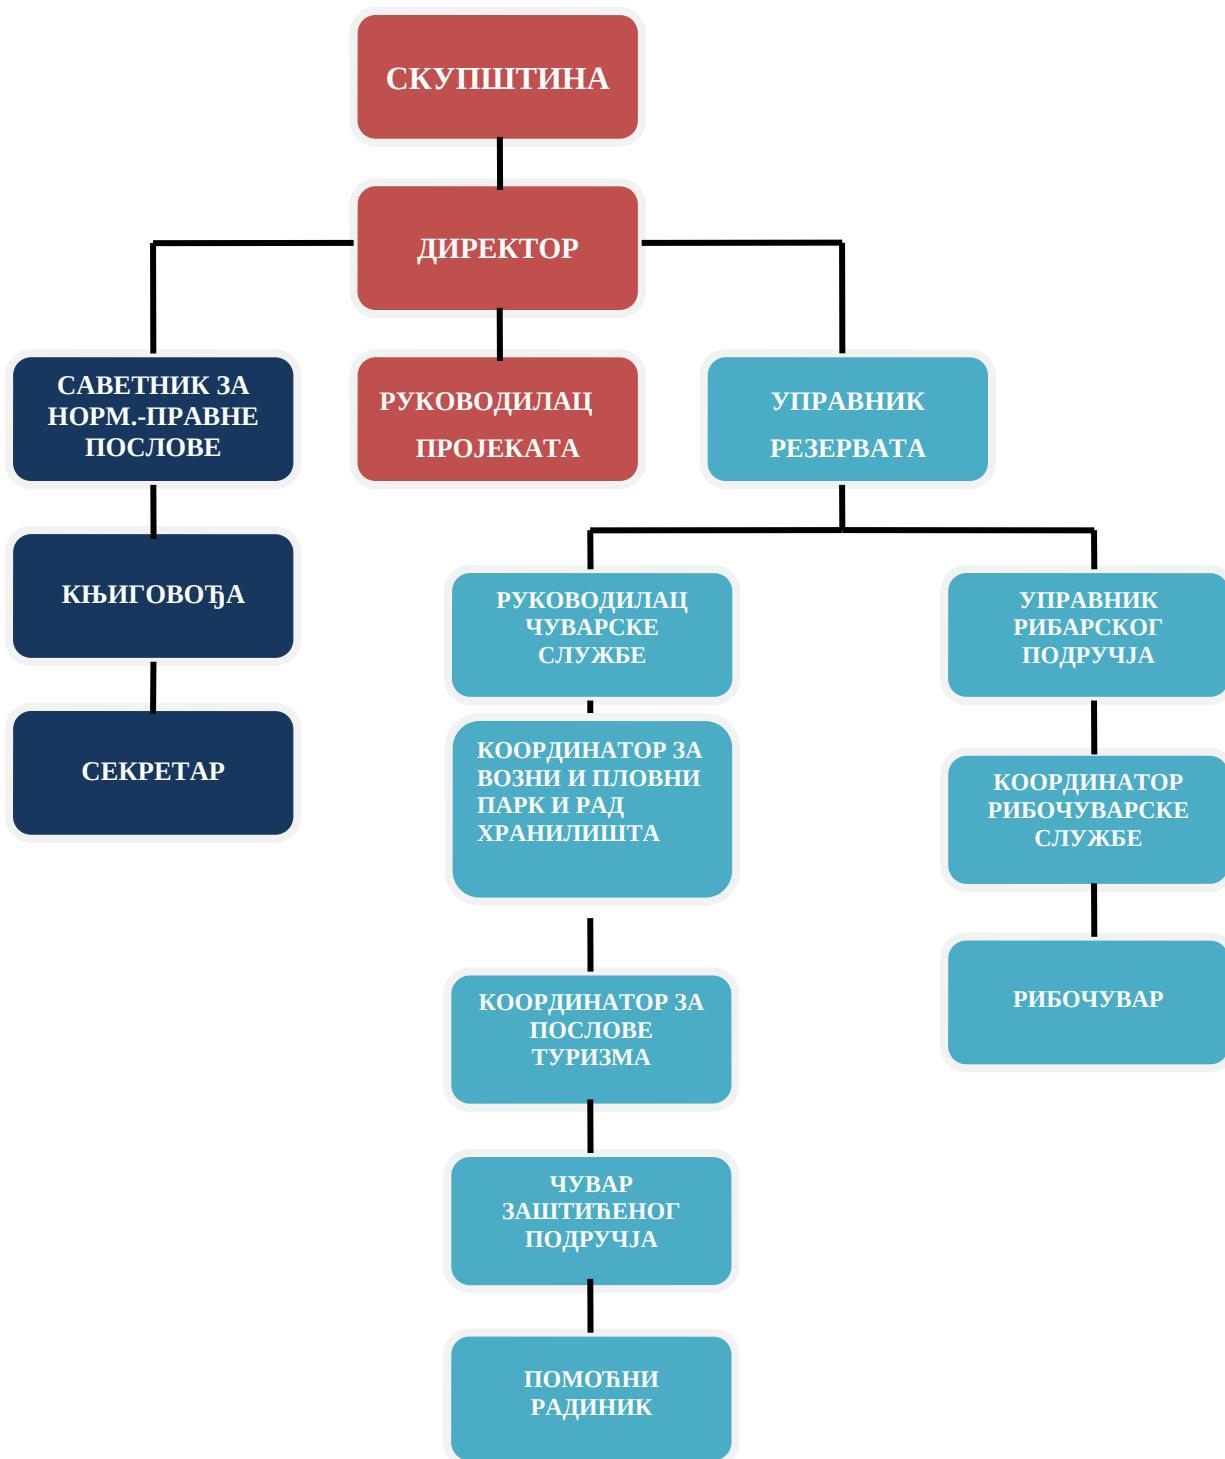 СКУПШТИНА
ДИРЕКТОР
САВЕТНИК ЗА
НОРМ.-ПРАВНЕ
ПОСЛОВЕ
РУКОВОДИЛАЦ
ПРОЈЕКАТА
УПРАВНИК
РЕЗЕРВАТА
КЊИГОВОЂА
СЕКРЕТАР
РУКОВОДИЛАЦ
ЧУВАРСКЕ
СЛУЖБЕ
КООРДИНАТОР ЗА
ВОЗНИ И ПЛОВНИ
ПАРК И РАД
ХРАНИЛИШТА
КООРДИНАТОР ЗА
ПОСЛОВЕ
ТУРИЗМА
ЧУВАР
ЗАШТИЋЕНОГ
ПОДРУЧЈА
ПОМОЋНИ
РАДИНИК
УПРАВНИК
РИБАРСКОГ
ПОДРУЧЈА
КООРДИНАТОР
РИБОЧУВАРСКЕ
СЛУЖБЕ
РИБОЧУВАР